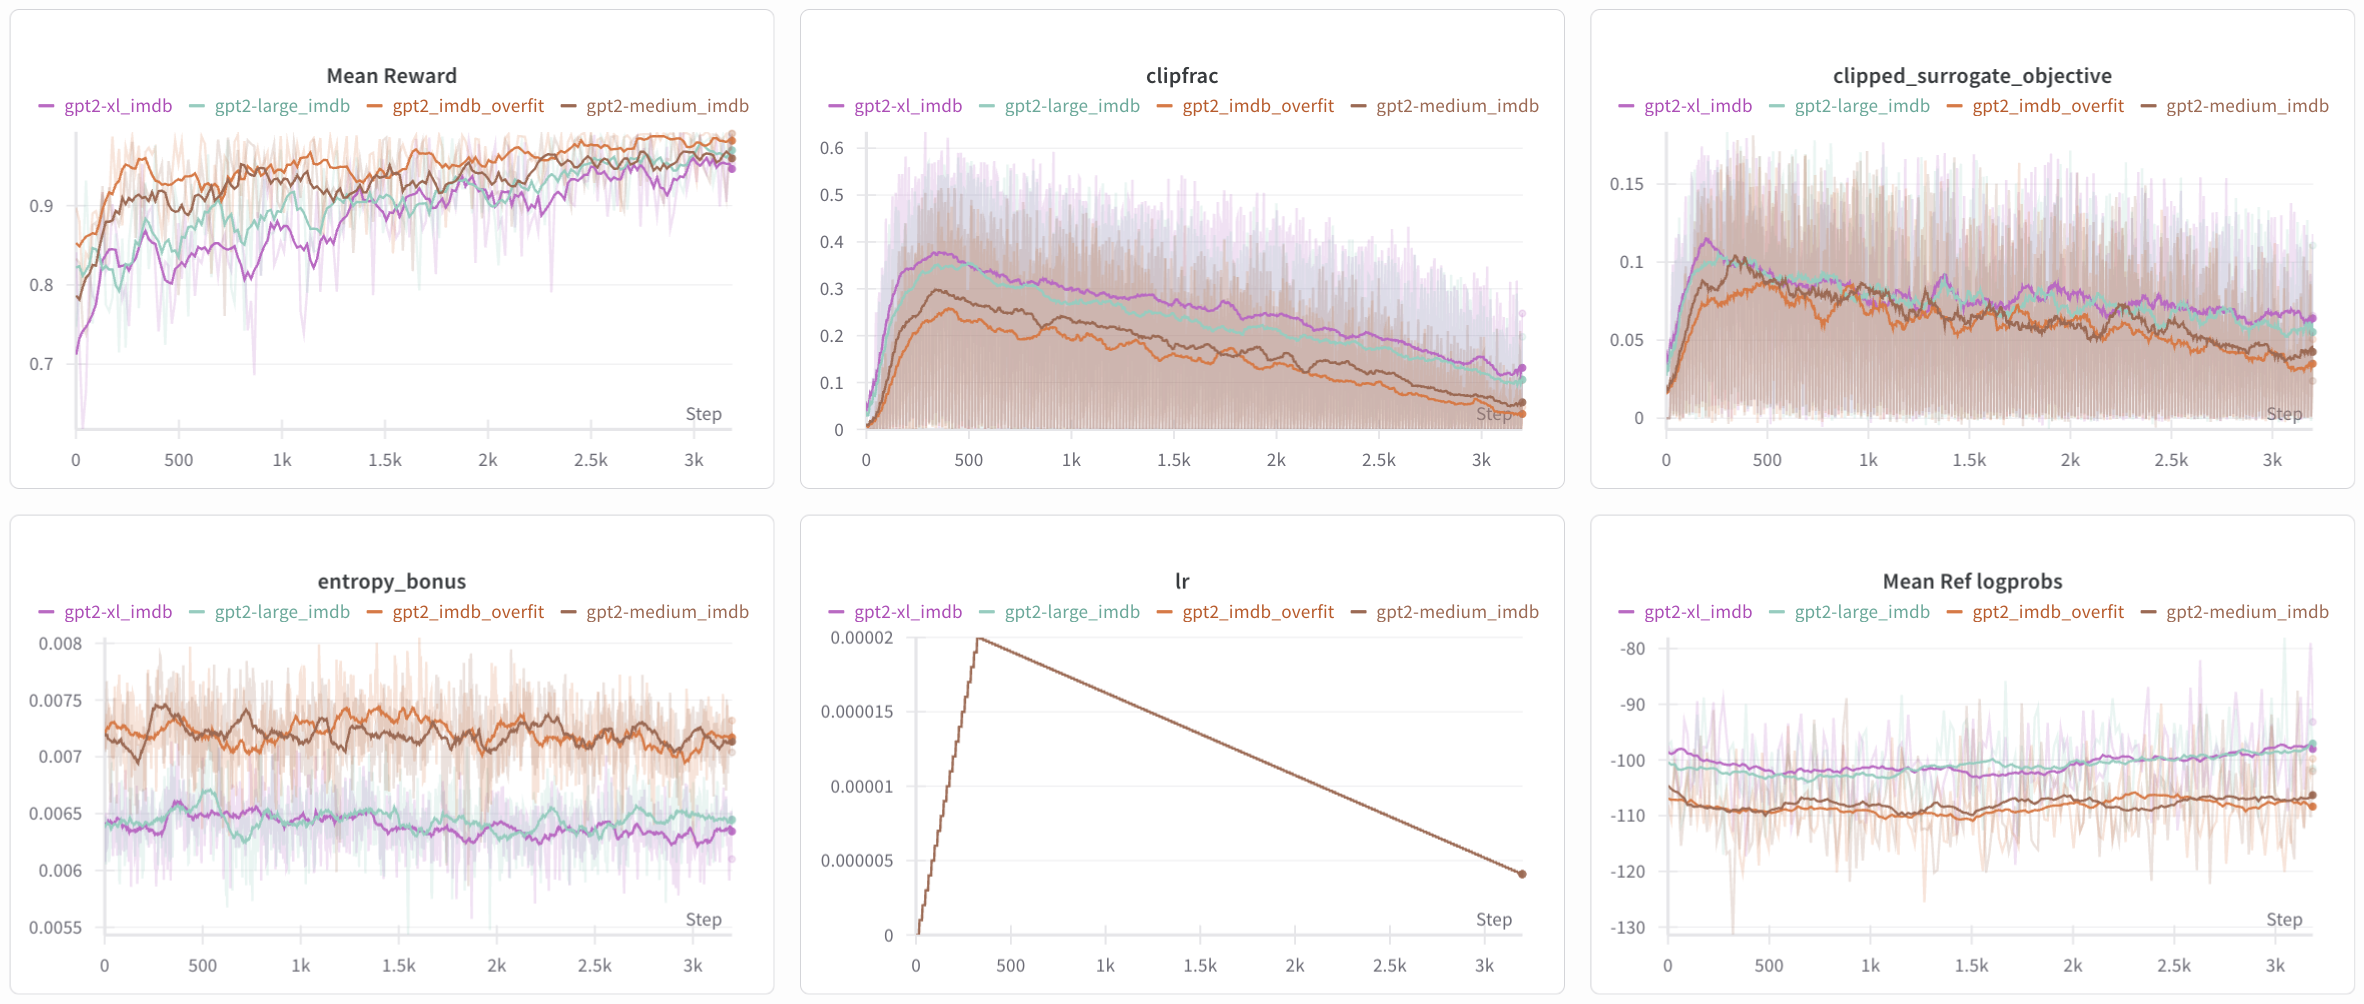 Mean Reward
gpt2-xl_imdb gpt2-large_imdb gpt2_imdb_overfit gpt2-medium_imdb
0.9
0.8
0.7
Step
0 500 1k 1.5k 2k 2.5k 3k
clipfrac
gpt2-xl_imdb gpt2-large_imdb gpt2_imdb_overfit gpt2-medium_imdb
0.6
0.5
0.4
0.3
0.2
0.1
Step
0
0 500 1k 1.5k 2k 2.5k 3k
clipped_surrogate_objective
gpt2-xl_imdb gpt2-large_imdb gpt2_imdb_overfit gpt2-medium_imdb
0.15
0.1
0.05
0
Step
0 500 1k 1.5k 2k 2.5k 3k
entropy_bonus
gpt2-xl_imdb gpt2-large_imdb gpt2_imdb_overfit gpt2-medium_imdb
0.008
0.0075
0.007
0.0065
0.006
0.0055
Step
0 500 1k 1.5k 2k 2.5k 3k
lr
gpt2-xl_imdb gpt2-large_imdb gpt2_imdb_overfit gpt2-medium_imdb
0.00002
0.000015
0.00001
0.000005
Step
0
0 500 1k 1.5k 2k 2.5k 3k
Mean Ref logprobs
gpt2-xl_imdb gpt2-large_imdb gpt2_imdb_overfit gpt2-medium_imdb
-80
-90
-100
-110
-120
-130
Step
0 500 1k 1.5k 2k 2.5k 3k